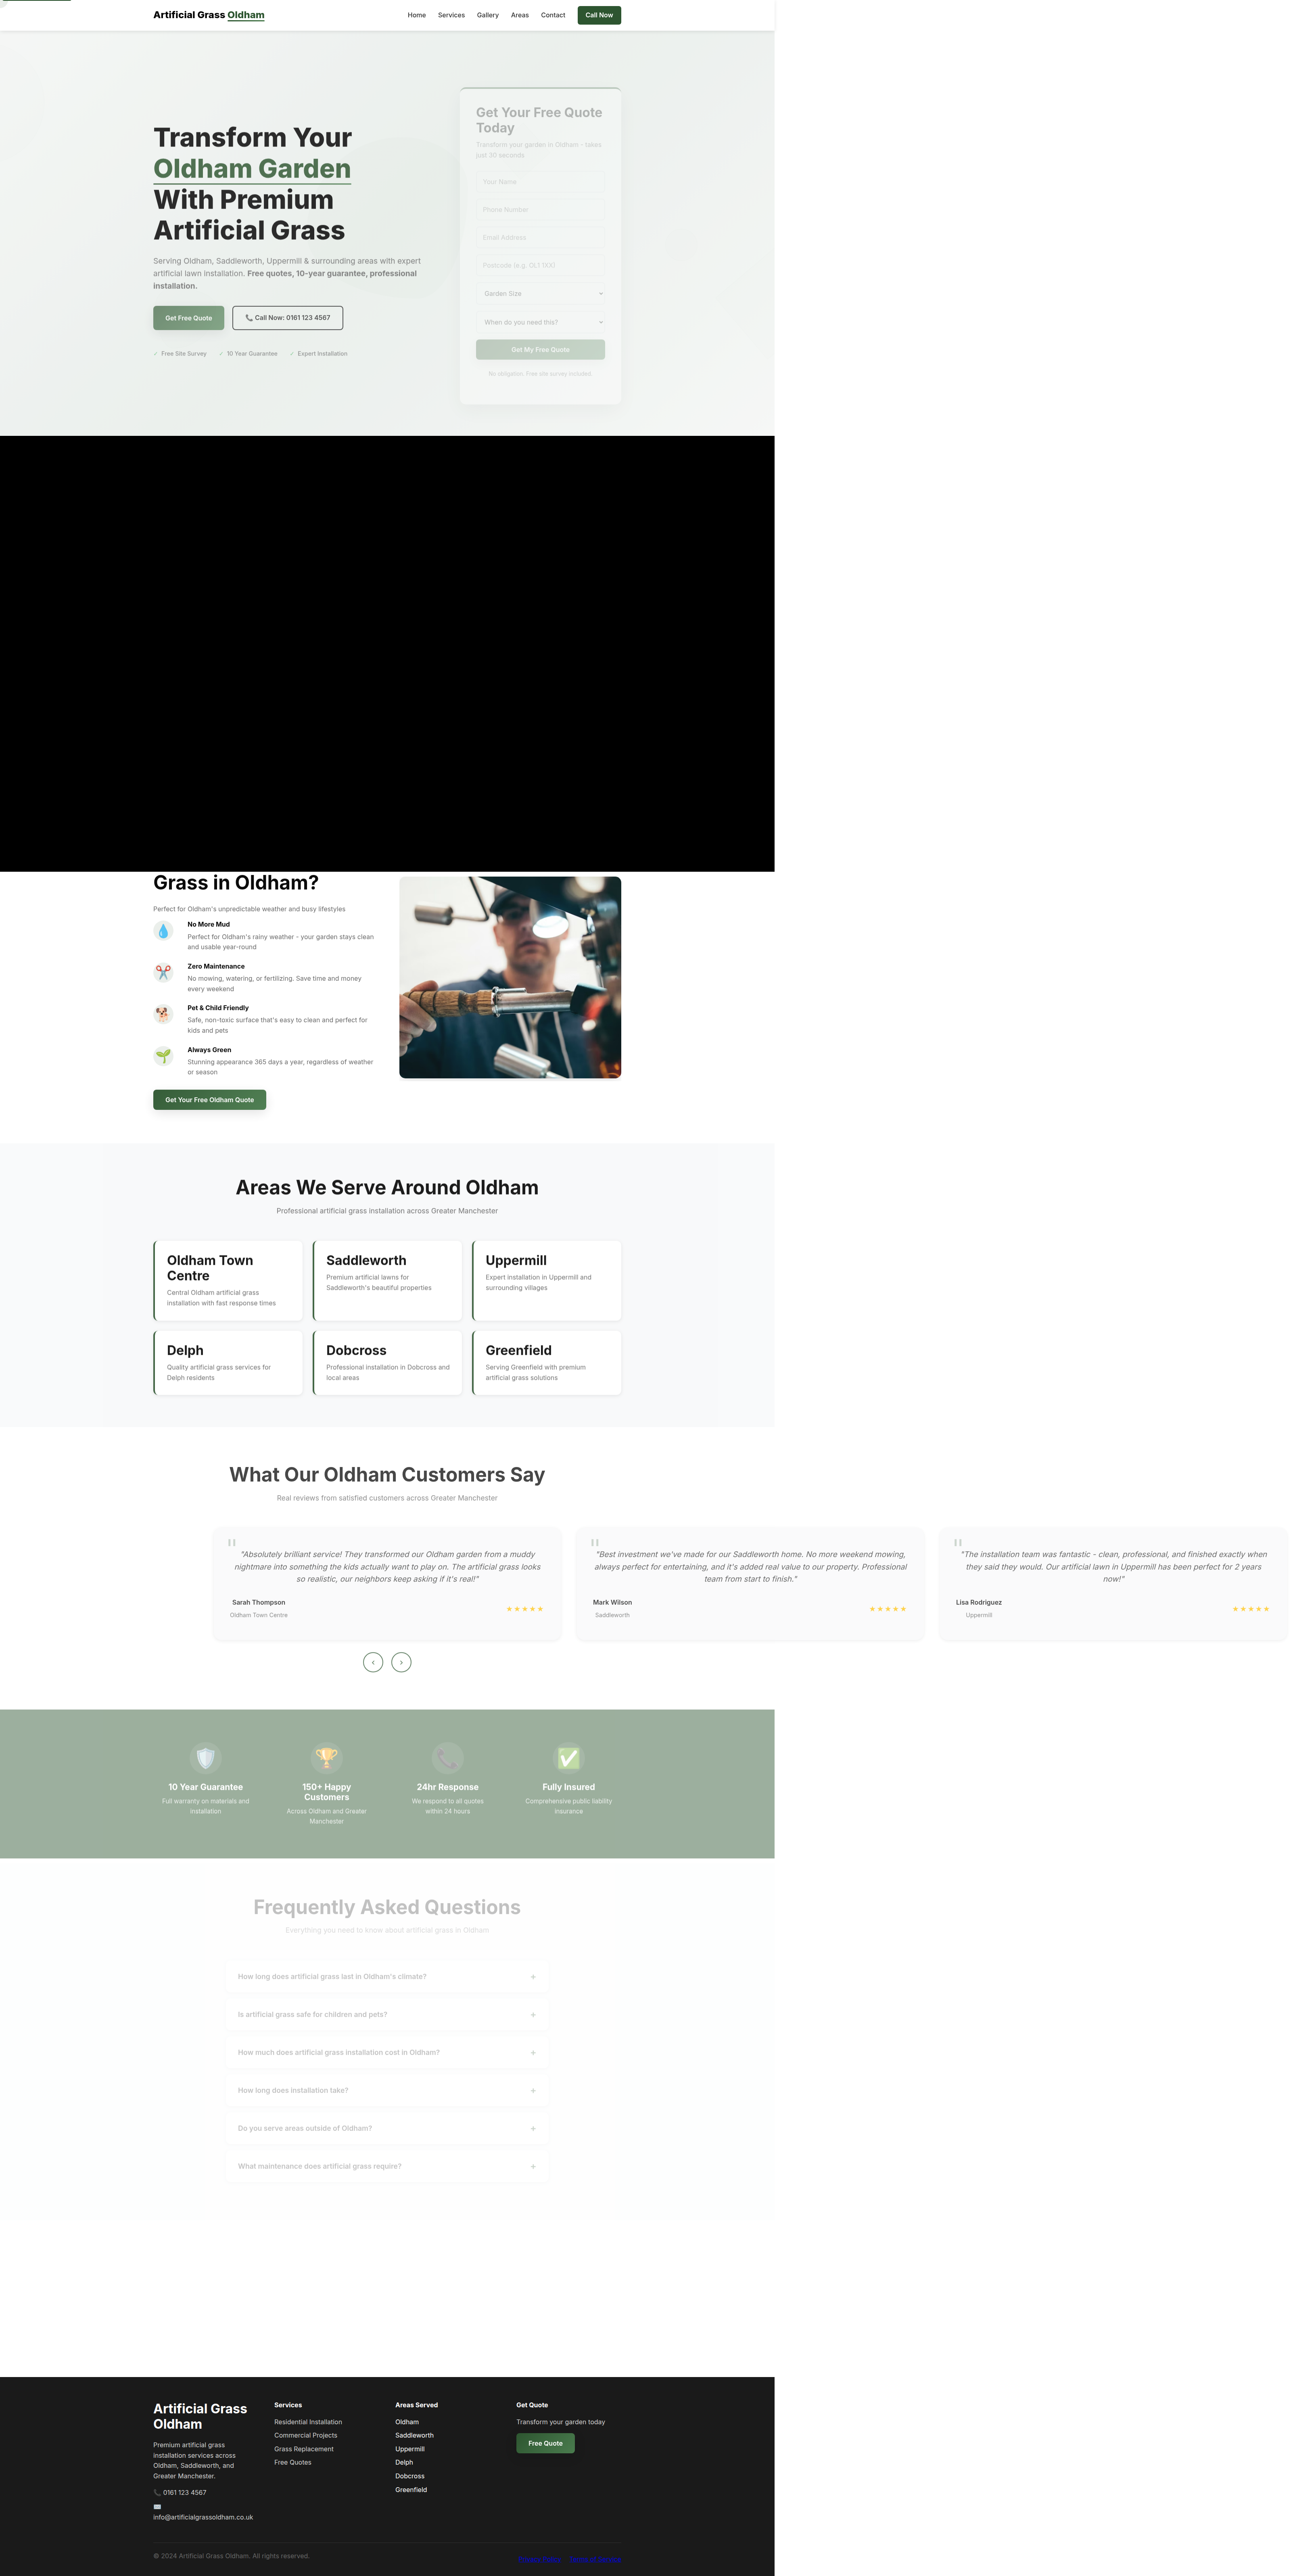 Artificial Grass Oldham
Home
Services
Gallery
Areas
Contact
Call Now
Transform Your
Oldham Garden
With Premium
Artificial Grass
Serving Oldham, Saddleworth, Uppermill & surrounding areas with expert
artificial lawn installation. Free quotes, 10-year guarantee, professional
installation.
Get Free Quote
📞 Call Now: 0161 123 4567
✓ Free Site Survey
✓ 10 Year Guarantee
✓ Expert Installation
Get Your Free Quote
Today
Transform your garden in Oldham - takes
just 30 seconds
Your Name
Phone Number
Email Address
Postcode (e.g. OL1 1XX)
Garden Size
When do you need this?
Get My Free Quote
No obligation. Free site survey included.
Grass in Oldham?
Perfect for Oldham's unpredictable weather and busy lifestyles
No More Mud
Perfect for Oldham's rainy weather - your garden stays clean
and usable year-round
Zero Maintenance
No mowing, watering, or fertilizing. Save time and money
every weekend
Pet & Child Friendly
Safe, non-toxic surface that's easy to clean and perfect for
kids and pets
Always Green
Stunning appearance 365 days a year, regardless of weather
or season
Get Your Free Oldham Quote
Areas We Serve Around Oldham
Professional artificial grass installation across Greater Manchester
Oldham Town
Centre
Central Oldham artificial grass
installation with fast response times
Saddleworth
Premium artificial lawns for
Saddleworth's beautiful properties
Uppermill
Expert installation in Uppermill and
surrounding villages
Delph
Quality artificial grass services for
Delph residents
Dobcross
Professional installation in Dobcross and
local areas
Greenfield
Serving Greenfield with premium
artificial grass solutions
What Our Oldham Customers Say
Real reviews from satisfied customers across Greater Manchester
"Absolutely brilliant service! They transformed our Oldham garden from a muddy
nightmare into something the kids actually want to play on. The artificial grass looks
so realistic, our neighbors keep asking if it's real!"
Sarah Thompson
Oldham Town Centre
★★★★★
"Best investment we've made for our Saddleworth home. No more weekend mowing,
always perfect for entertaining, and it's added real value to our property. Professional
team from start to finish."
Mark Wilson
Saddleworth
★★★★★
"The installation team was fantastic - clean, professional, and finished exactly when
they said they would. Our artificial lawn in Uppermill has been perfect for 2 years
now!"
Lisa Rodriguez
Uppermill
★★★★★
‹ ›
10 Year Guarantee
Full warranty on materials and
installation
150+ Happy
Customers
Across Oldham and Greater
Manchester
24hr Response
We respond to all quotes
within 24 hours
Fully Insured
Comprehensive public liability
insurance
Frequently Asked Questions
Everything you need to know about artificial grass in Oldham
How long does artificial grass last in Oldham's climate? +
Is artificial grass safe for children and pets? +
How much does artificial grass installation cost in Oldham? +
How long does installation take? +
Do you serve areas outside of Oldham? +
What maintenance does artificial grass require? +
Artificial Grass
Oldham
Premium artificial grass
installation services across
Oldham, Saddleworth, and
Greater Manchester.
📞 0161 123 4567
✉️
info@artificialgrassoldham.co.uk
Services
Residential Installation
Commercial Projects
Grass Replacement
Free Quotes
Areas Served
Oldham
Saddleworth
Uppermill
Delph
Dobcross
Greenfield
Get Quote
Transform your garden today
Free Quote
© 2024 Artificial Grass Oldham. All rights reserved.